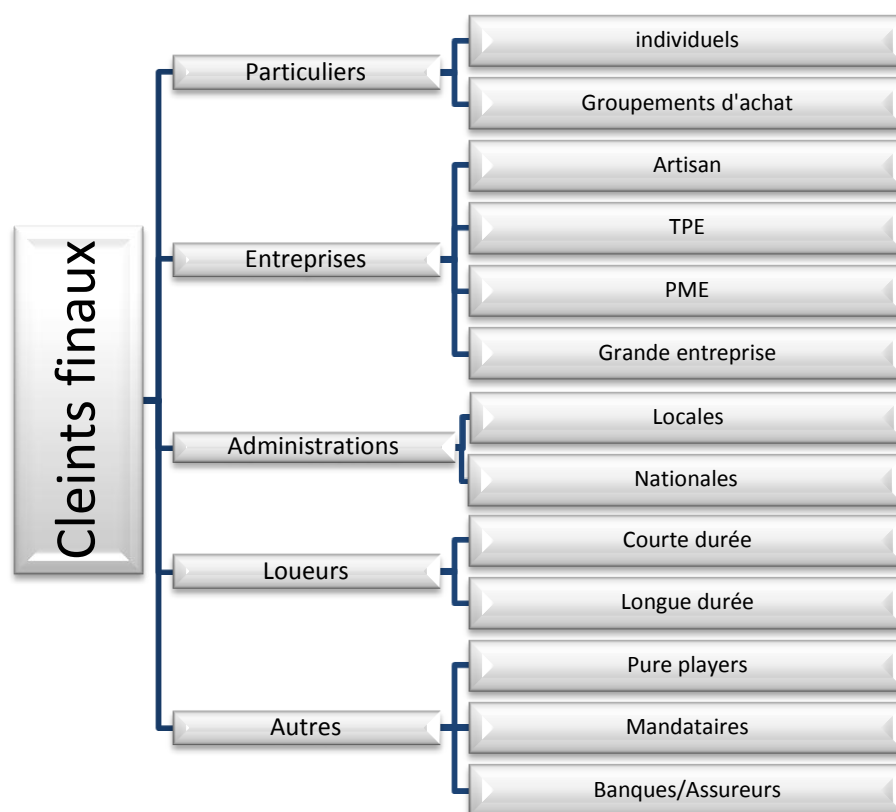 Cleints finaux
Particuliers
individuels
Groupements d'achat
Entreprises
Artisan
TPE
PME
Grande entreprise
Administrations
Locales
Nationales
Loueurs
Courte durée
Longue durée
Autres
Pure players
Mandataires
Banques/Assureurs